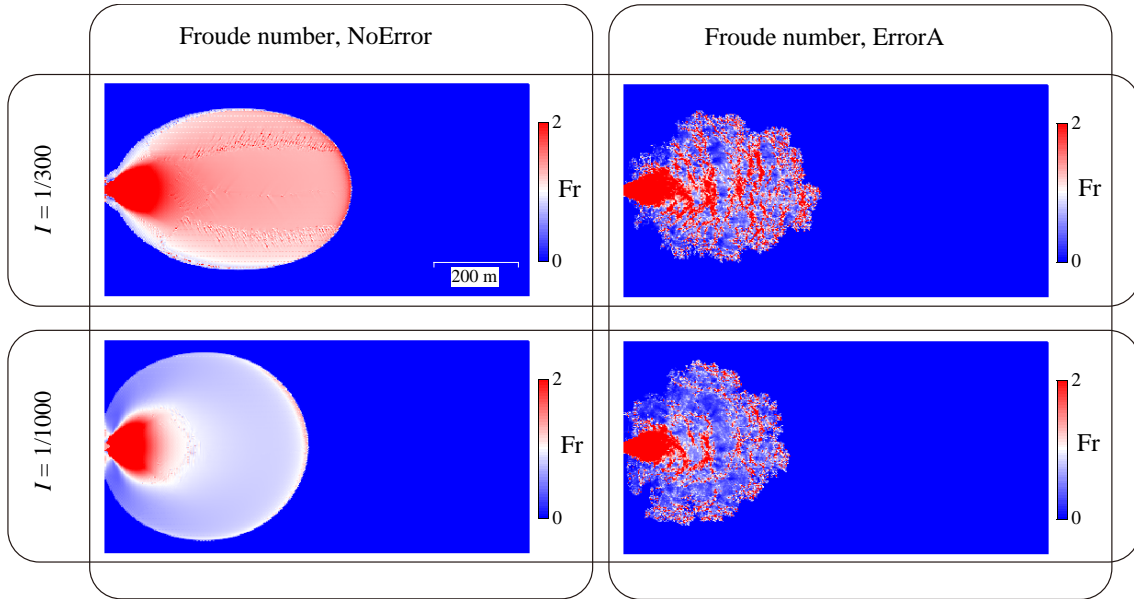 Froude number, NoError
Froude number, ErrorA
I = 1/300
2
Fr
0
200 m
2
Fr
0
I = 1/1000
2
Fr
0
2
Fr
0